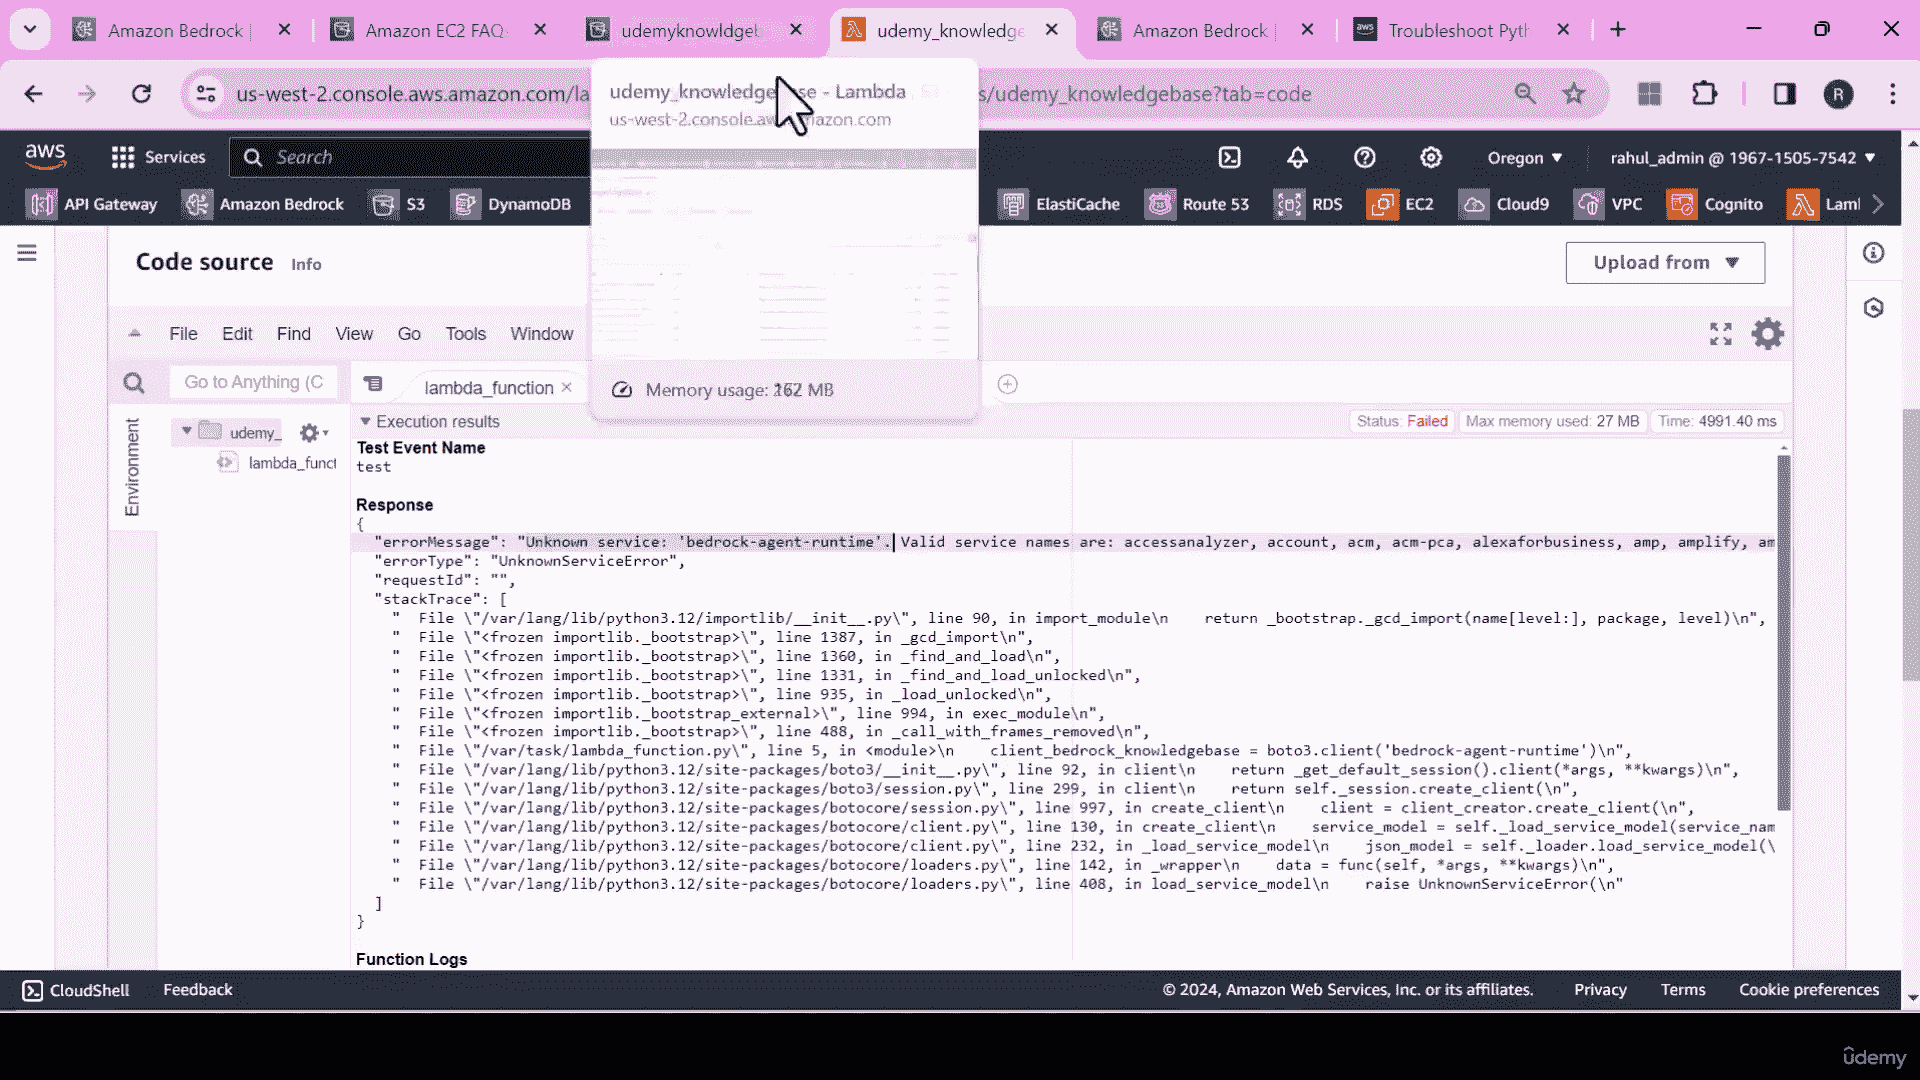 Amazon Bedrock
Amazon EC2 FAQ
udemyknowldgeb
udemy_knowledge
Amazon Bedrock
Troubleshoot Pyth
us-west-2.console.aws.amazon.com/la
s/udemy_knowledgebase?tab=code
udemy_knowledgebase - Lambda
us-west-2.console.aws.amazon.com
R
aws
Services
Search
Oregon
rahul_admin @ 1967-1505-7542
API Gateway
Amazon Bedrock
S3
DynamoDB
ElastiCache
Route 53
RDS
EC2
Cloud9
VPC
Cognito
Lam
Code source
Info
Upload from
File Edit Find View Go Tools Window
Go to Anything (C
lambda_function
Memory usage: MB
Environment
udemy_
lambda_funct
Execution results
Status: Failed
Max memory used: 27 MB
Time: 4991.40 ms
Test Event Name
test
Response
{
"errorMessage": "Unknown service: 'bedrock-agent-runtime'. Valid service names are: accessanalyzer, account, acm, acm-pca, alexaforbusiness, amp, amplify, am
"errorType": "UnknownServiceError",
"requestId": "",
"stackTrace": [
" File \"/var/lang/lib/python3.12/importlib/__init__.py\", line 90, in import_module\n return _bootstrap._gcd_import(name[level:], package, level)\n",
" File \"<frozen importlib._bootstrap>\", line 1387, in _gcd_import\n",
" File \"<frozen importlib._bootstrap>\", line 1360, in _find_and_load\n",
" File \"<frozen importlib._bootstrap>\", line 1331, in _find_and_load_unlocked\n",
" File \"<frozen importlib._bootstrap>\", line 935, in _load_unlocked\n",
" File \"<frozen importlib._bootstrap_external>\", line 994, in exec_module\n",
" File \"<frozen importlib._bootstrap>\", line 488, in _call_with_frames_removed\n",
" File \"/var/task/lambda_function.py\", line 5, in <module>\n client_bedrock_knowledgebase = boto3.client('bedrock-agent-runtime')\n",
" File \"/var/lang/lib/python3.12/site-packages/boto3/__init__.py\", line 92, in client\n return _get_default_session().client(*args, **kwargs)\n",
" File \"/var/lang/lib/python3.12/site-packages/boto3/session.py\", line 299, in client\n return self._session.create_client(\n",
" File \"/var/lang/lib/python3.12/site-packages/botocore/session.py\", line 997, in create_client\n client = client_creator.create_client(\n",
" File \"/var/lang/lib/python3.12/site-packages/botocore/client.py\", line 130, in create_client\n service_model = self._load_service_model(service_nam
" File \"/var/lang/lib/python3.12/site-packages/botocore/client.py\", line 232, in _load_service_model\n json_model = self._loader.load_service_model(\
" File \"/var/lang/lib/python3.12/site-packages/botocore/loaders.py\", line 142, in _wrapper\n data = func(self, *args, **kwargs)\n",
" File \"/var/lang/lib/python3.12/site-packages/botocore/loaders.py\", line 408, in load_service_model\n raise UnknownServiceError(\n"
]
}
Function Logs
CloudShell
Feedback
© 2024, Amazon Web Services, Inc. or its affiliates.
Privacy
Terms
Cookie preferences
udemy